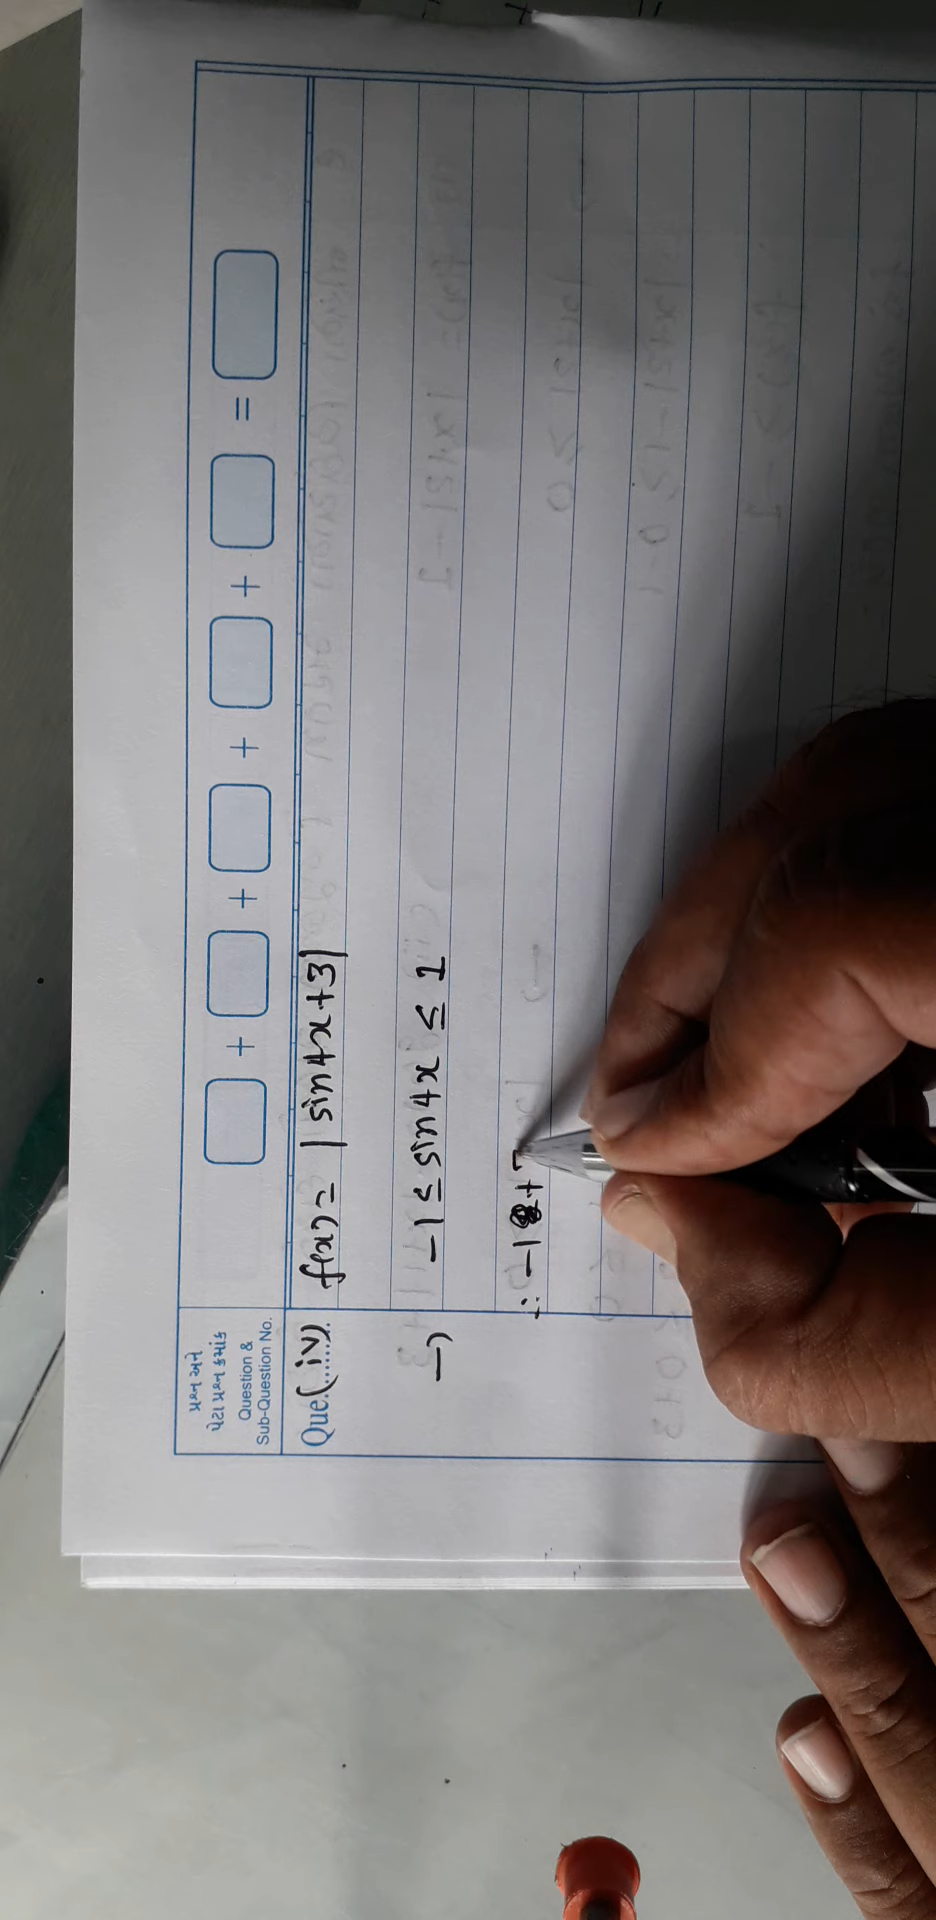 + + + + =
પ્રશ્ન અને
પેટા પ્રશ્ન ક્રમાંક
Question &
Sub-Question No.
Que.(iv) f(x) = |sin4x+3|
→ -1 ≤ sin4x ≤ 1
∴ -1 +